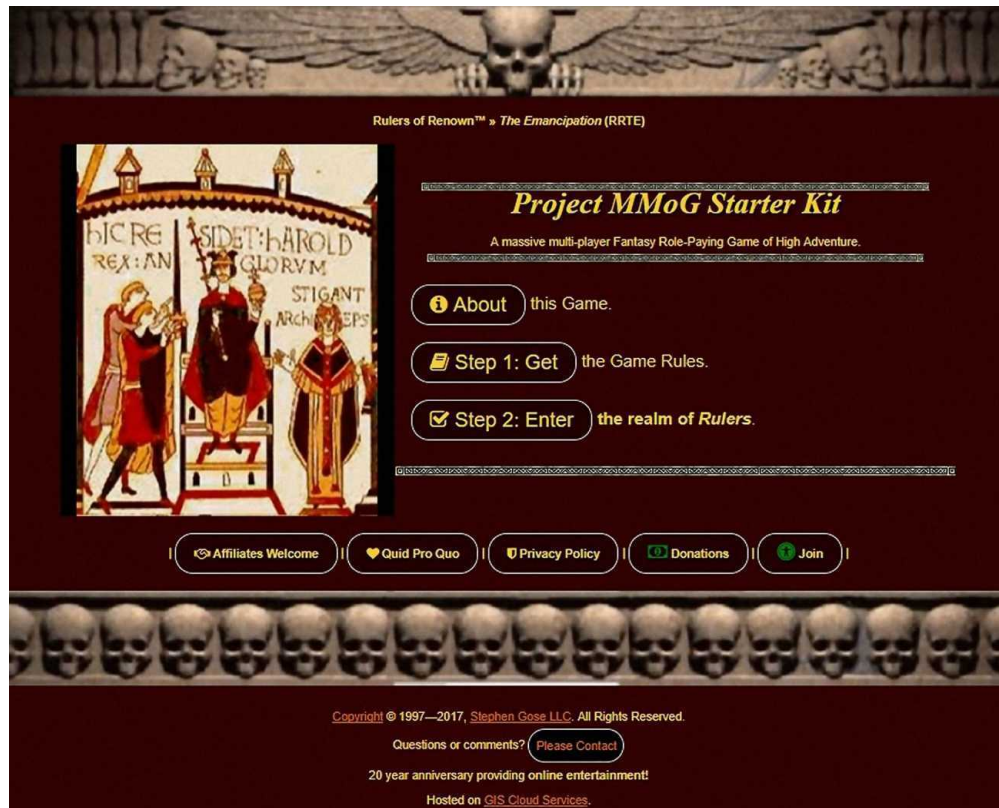 Rulers of Renown™ » The Emancipation (RRTE)
HIC RE SIDET: HAROLD
REX: AN GLORVM
STIGANT
ARCHI EPS
Project MMoG Starter Kit
A massive multi-player Fantasy Role-Paying Game of High Adventure.
About this Game.
Step 1: Get the Game Rules.
Step 2: Enter the realm of Rulers.
| Affiliates Welcome | Quid Pro Quo | Privacy Policy | Donations | Join |
Copyright © 1997—2017, Stephen Gose LLC. All Rights Reserved.
Questions or comments? Please Contact
20 year anniversary providing online entertainment!
Hosted on GIS Cloud Services.